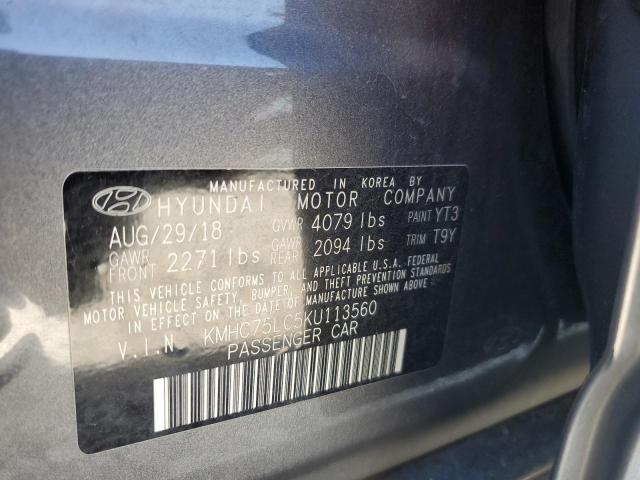 MANUFACTURED IN KOREA BY
HYUNDAI MOTOR COMPANY
AUG/29/18 GVWR 4079 lbs PAINT YT3
GAWR FRONT 2271 lbs GAWR REAR 2094 lbs TRIM T9Y
THIS VEHICLE CONFORMS TO ALL APPLICABLE U.S.A. FEDERAL
MOTOR VEHICLE SAFETY, BUMPER, AND THEFT PREVENTION STANDARDS
IN EFFECT ON THE DATE OF MANUFACTURE SHOWN ABOVE.
V.I.N. KMHC75LC5KU113560
PASSENGER CAR